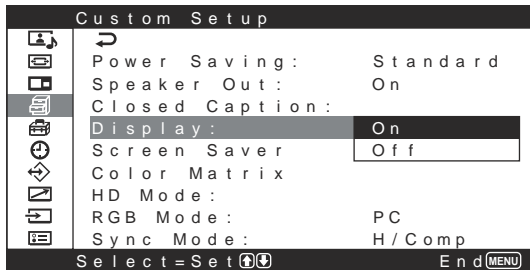 Custom Setup
Power Saving: Standard
Speaker Out: On
Closed Caption:
Display: On
Screen Saver Off
Color Matrix
HD Mode:
RGB Mode: PC
Sync Mode: H/Comp
Select=Set End MENU